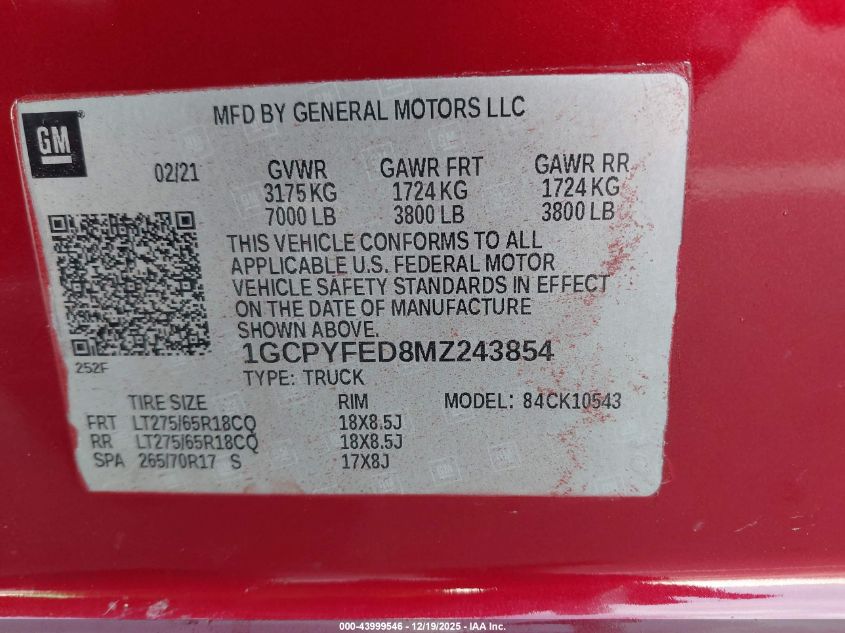 MFD BY GENERAL MOTORS LLC
GM
02/21 GVWR GAWR FRT GAWR RR
3175 KG 1724 KG 1724 KG
7000 LB 3800 LB 3800 LB
THIS VEHICLE CONFORMS TO ALL
APPLICABLE U.S. FEDERAL MOTOR
VEHICLE SAFETY STANDARDS IN EFFECT
ON THE DATE OF MANUFACTURE
SHOWN ABOVE.
1GCPYFED8MZ243854
252F
TYPE: TRUCK
TIRE SIZE RIM MODEL: 84CK10543
FRT LT275/65R18CQ 18X8.5J
RR LT275/65R18CQ 18X8.5J
SPA 265/70R17 S 17X8J
000-43999546 - 12/19/2025 - IAA Inc.